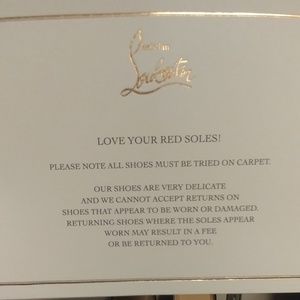 Christian
Louboutin
LOVE YOUR RED SOLES!
PLEASE NOTE ALL SHOES MUST BE TRIED ON CARPET.
OUR SHOES ARE VERY DELICATE
AND WE CANNOT ACCEPT RETURNS ON
SHOES THAT APPEAR TO BE WORN OR DAMAGED.
RETURNING SHOES WHERE THE SOLES APPEAR
WORN MAY RESULT IN A FEE
OR BE RETURNED TO YOU.